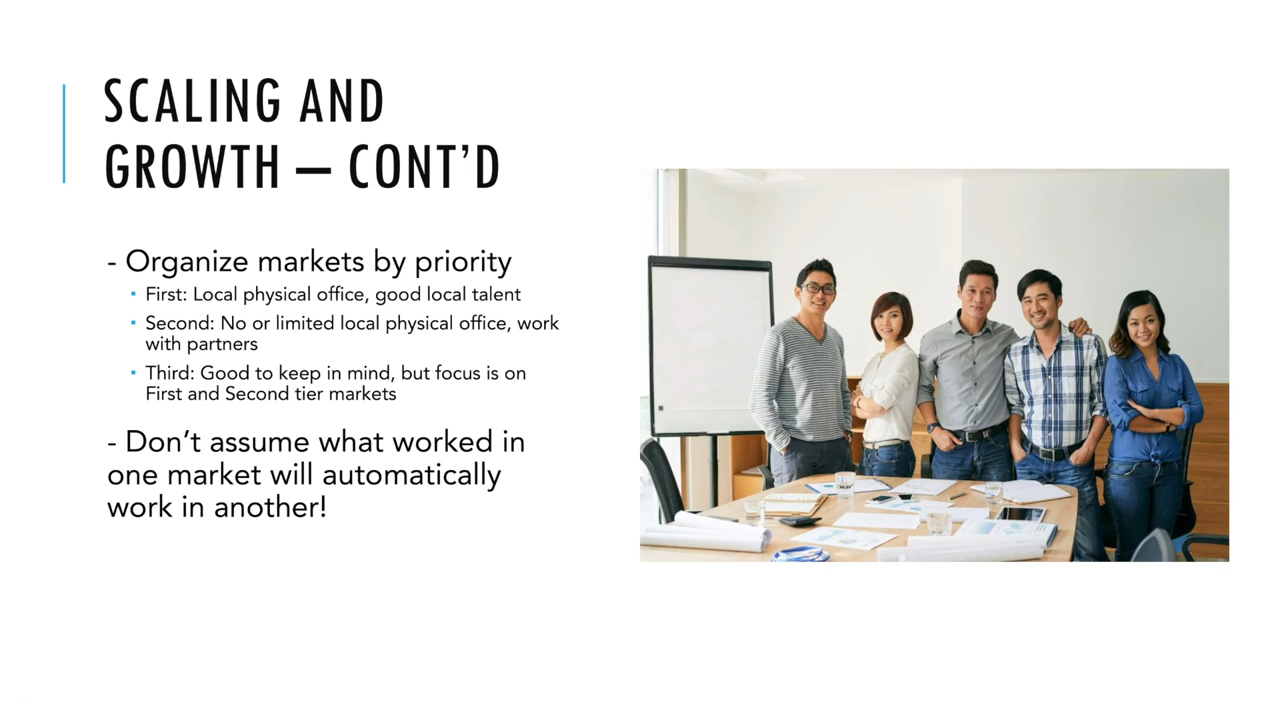 SCALING AND
GROWTH – CONT’D
- Organize markets by priority
▪ First: Local physical office, good local talent
▪ Second: No or limited local physical office, work
with partners
▪ Third: Good to keep in mind, but focus is on
First and Second tier markets
- Don’t assume what worked in
one market will automatically
work in another!